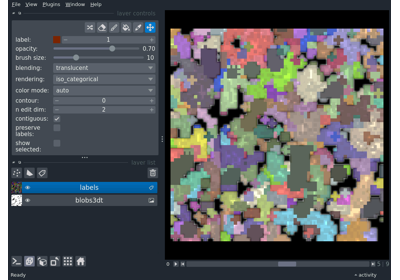 File View Plugins Window Help
layer controls
label: 1
opacity: 0.70
brush size: 10
blending: translucent
rendering: iso_categorical
color mode: auto
contour: 0
n edit dim: 2
contiguous:
preserve
labels:
show
selected:
layer list
labels
blobs3dt
Ready
activity